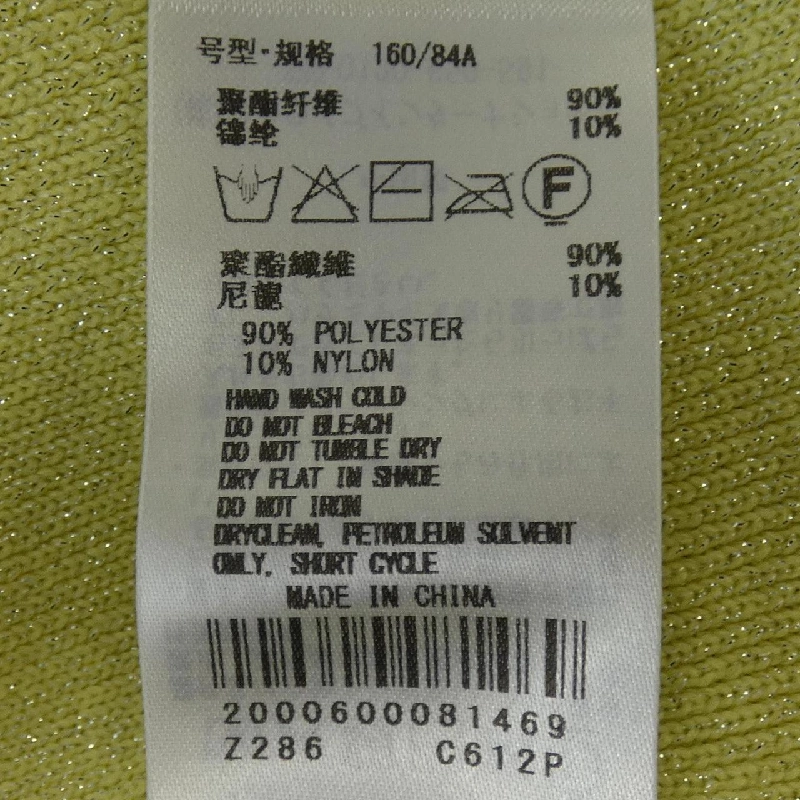 号型·规格 160/84A
聚酯纤维 90%
锦纶 10%
F
聚酯纖維 90%
尼龍 10%
90% POLYESTER
10% NYLON
HAND WASH COLD
DO NOT BLEACH
DO NOT TUMBLE DRY
DRY FLAT IN SHADE
DO NOT IRON
DRYCLEAN, PETROLEUM SOLVENT
ONLY, SHORT CYCLE
MADE IN CHINA
2000600081469
Z286 C612P